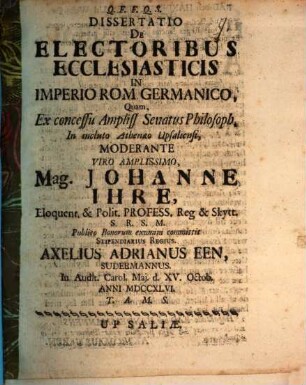 Q. F. F. Q. S.
DISSERTATIO
DE
ELECTORIBUS
ECCLESIASTICIS
IN
IMPERIO ROM. GERMANICO,
Quam,
Ex concessu Ampliss Senatus Philosoph.
In incluto Athenæo Upsaliensi,
MODERANTE
VIRO AMPLISSIMO,
Mag. JOHANNE
IHRE,
Eloquent. & Polit. PROFESS. Reg & Skytt.
S. R. S. M.
Publico Bonorum examini committit
STIPENDIARIUS REGIUS.
AXELIUS ADRIANUS EEN,
SUDERMANNUS.
In Audit. Carol. Maj. d. XV. Octob.
ANNI MDCCXLVI.
T. A. M. S.
UPSALIÆ,